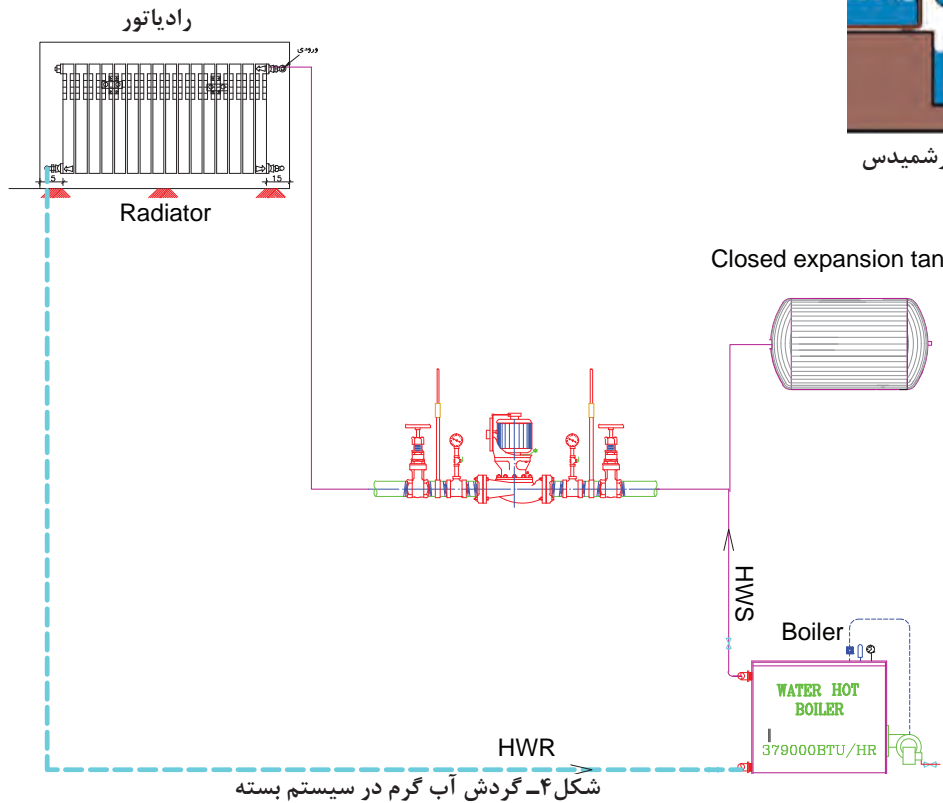 رادیاتور
ورودی
5
15
Radiator
رشمیدس
Closed expansion tan
HWS
Boiler
WATER HOT
BOILER
379000BTU/HR
HWR
شکل۴ــ گردش آب گرم در سیستم بسته